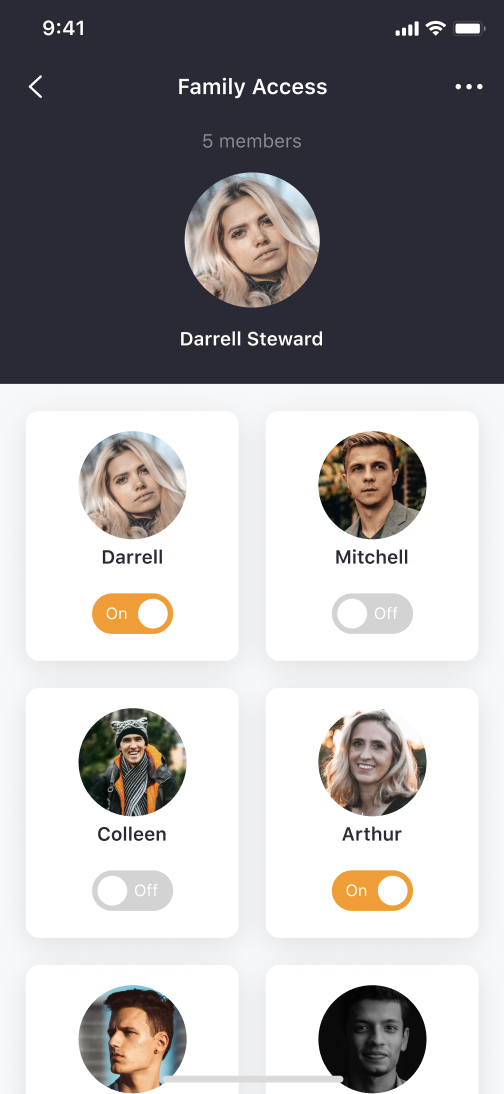 9:41
Family Access
5 members
Darrell Steward
Darrell
Mitchell
On
Off
Colleen
Arthur
Off
On